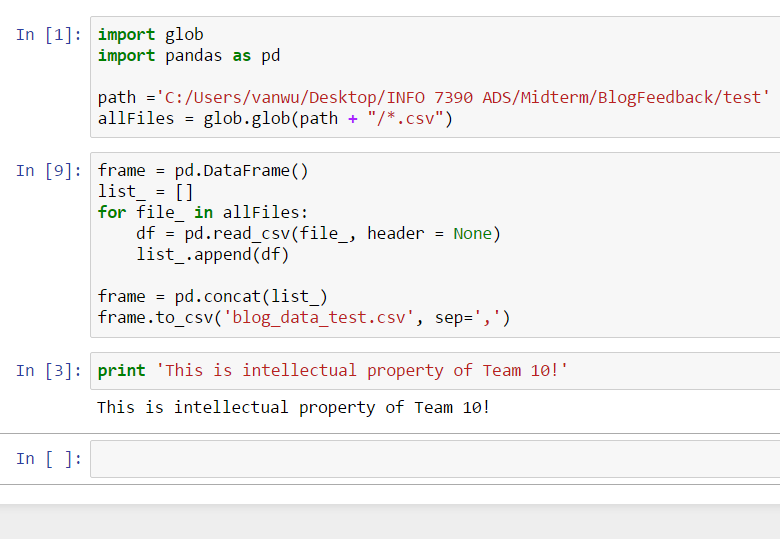 In [1]: import glob
import pandas as pd
path ='C:/Users/vanwu/Desktop/INFO 7390 ADS/Midterm/BlogFeedback/test'
allFiles = glob.glob(path + "/*.csv")
In [9]: frame = pd.DataFrame()
list_ = []
for file_ in allFiles:
    df = pd.read_csv(file_, header = None)
    list_.append(df)
frame = pd.concat(list_)
frame.to_csv('blog_data_test.csv', sep=',')
In [3]: print 'This is intellectual property of Team 10!'
This is intellectual property of Team 10!
In [ ]: